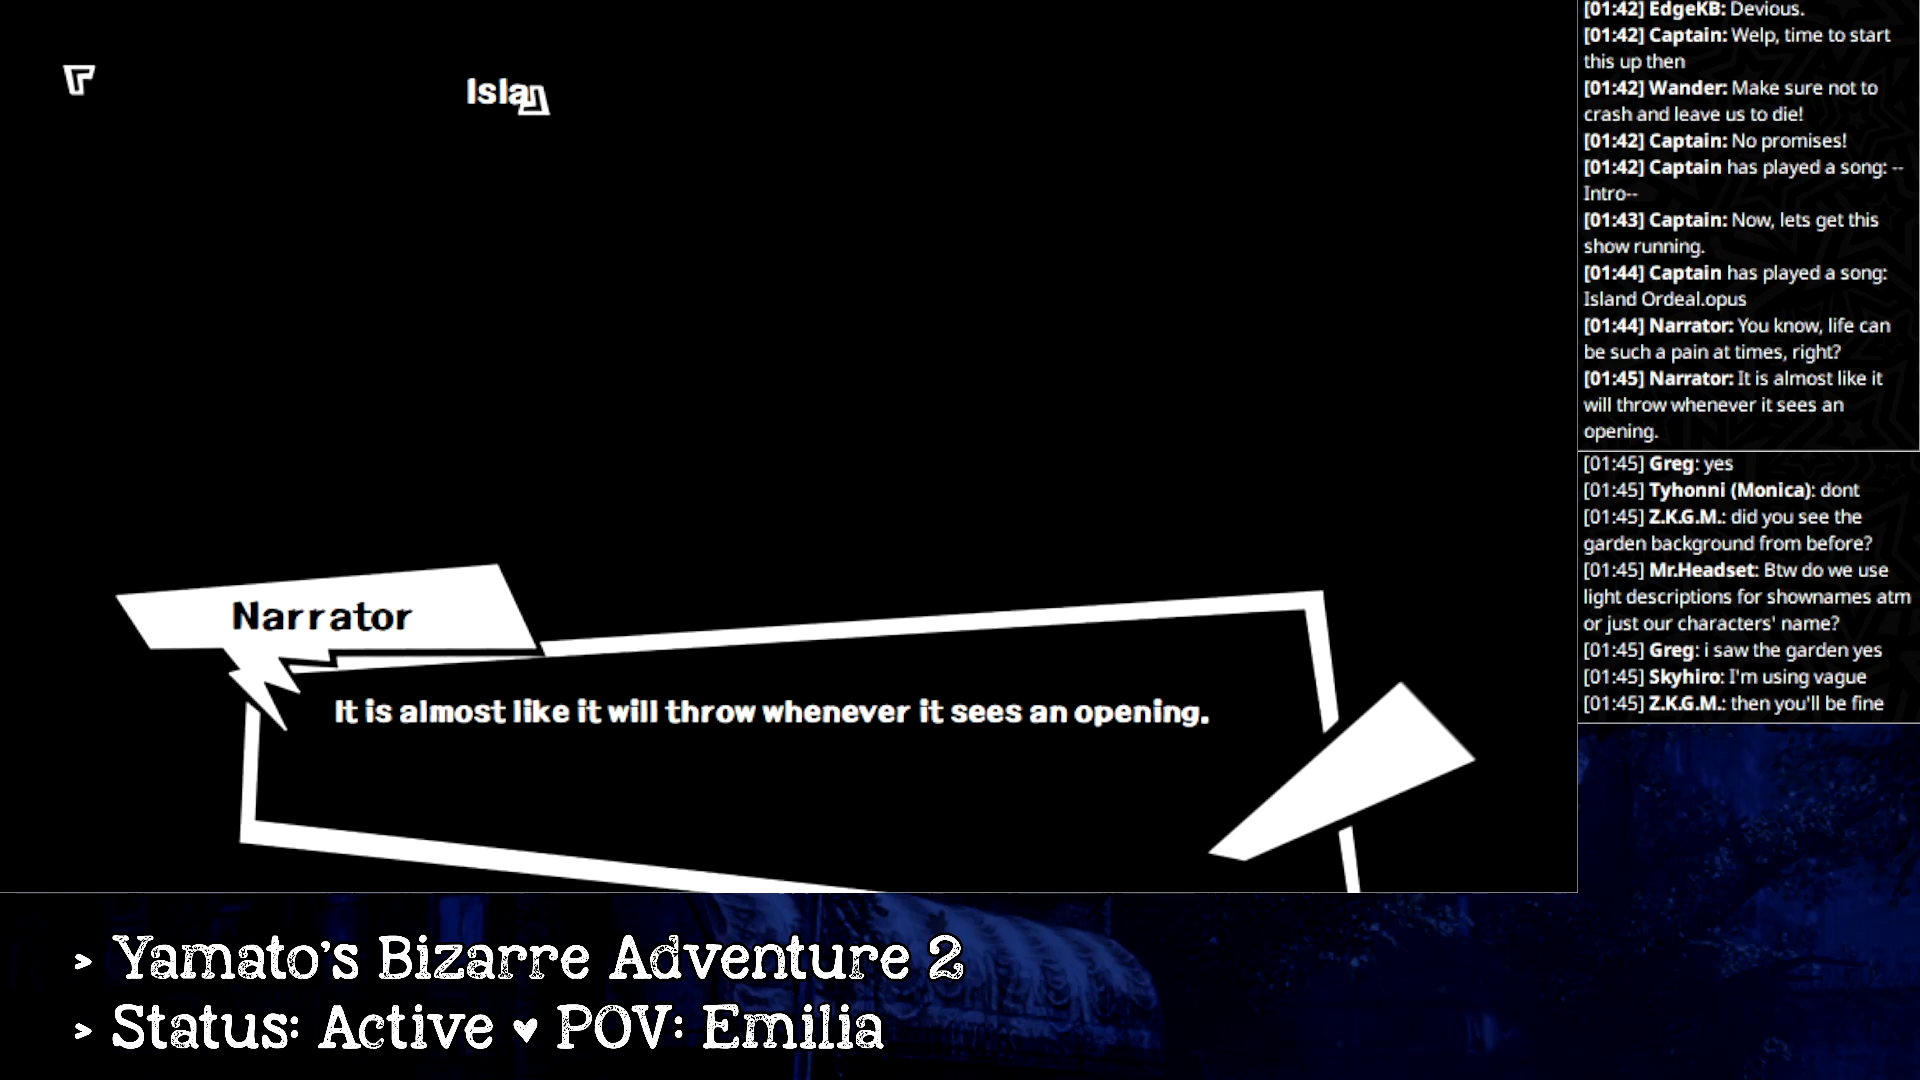 Isla
Narrator
It is almost like it will throw whenever it sees an opening.
[01:42] EdgeKB: Devious.
[01:42] Captain: Welp, time to start
this up then
[01:42] Wander: Make sure not to
crash and leave us to die!
[01:42] Captain: No promises!
[01:42] Captain has played a song: --
Intro--
[01:43] Captain: Now, lets get this
show running.
[01:44] Captain has played a song:
Island Ordeal.opus
[01:44] Narrator: You know, life can
be such a pain at times, right?
[01:45] Narrator: It is almost like it
will throw whenever it sees an
opening.
[01:45] Greg: yes
[01:45] Tyhonni (Monica): dont
[01:45] Z.K.G.M.: did you see the
garden background from before?
[01:45] Mr.Headset: Btw do we use
light descriptions for shownames atm
or just our characters' name?
[01:45] Greg: i saw the garden yes
[01:45] Skyhiro: I'm using vague
[01:45] Z.K.G.M.: then you'll be fine
> Yamato's Bizarre Adventure 2
> Status: Active ♥ POV: Emilia